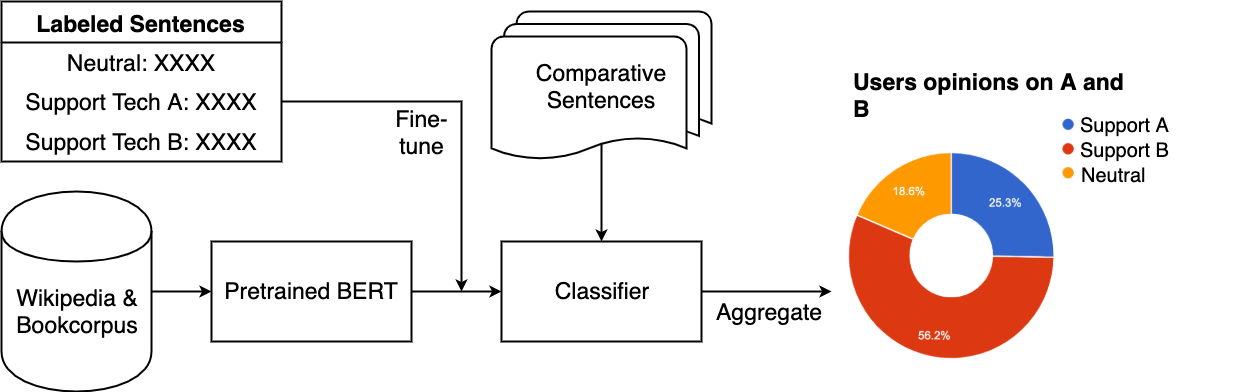 Labeled Sentences
Neutral: XXXX
Support Tech A: XXXX
Support Tech B: XXXX
Fine-
tune
Comparative
Sentences
Wikipedia &
Bookcorpus
Pretrained BERT
Classifier
Aggregate
Users opinions on A and
B
Support A
Support B
Neutral
18.6%
25.3%
56.2%